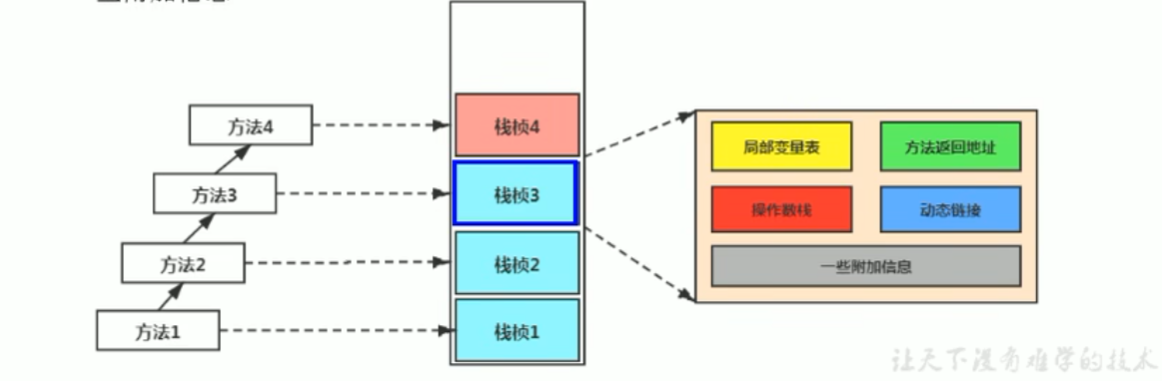 方法4
栈桢4
局部变量表
方法返回地址
方法3
栈桢3
操作数栈
动态链接
方法2
栈桢2
一些附加信息
方法1
栈桢1
让天下没有难学的技术